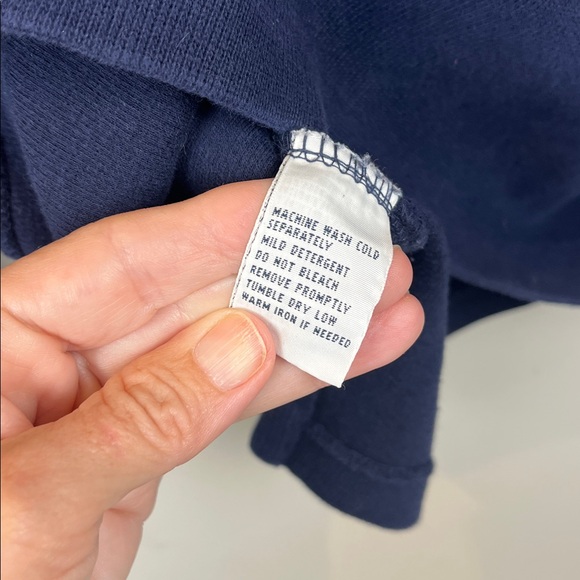 MACHINE WASH COLD
SEPARATELY
MILD DETERGENT
DO NOT BLEACH
REMOVE PROMPTLY
TUMBLE DRY LOW
WARM IRON IF NEEDED